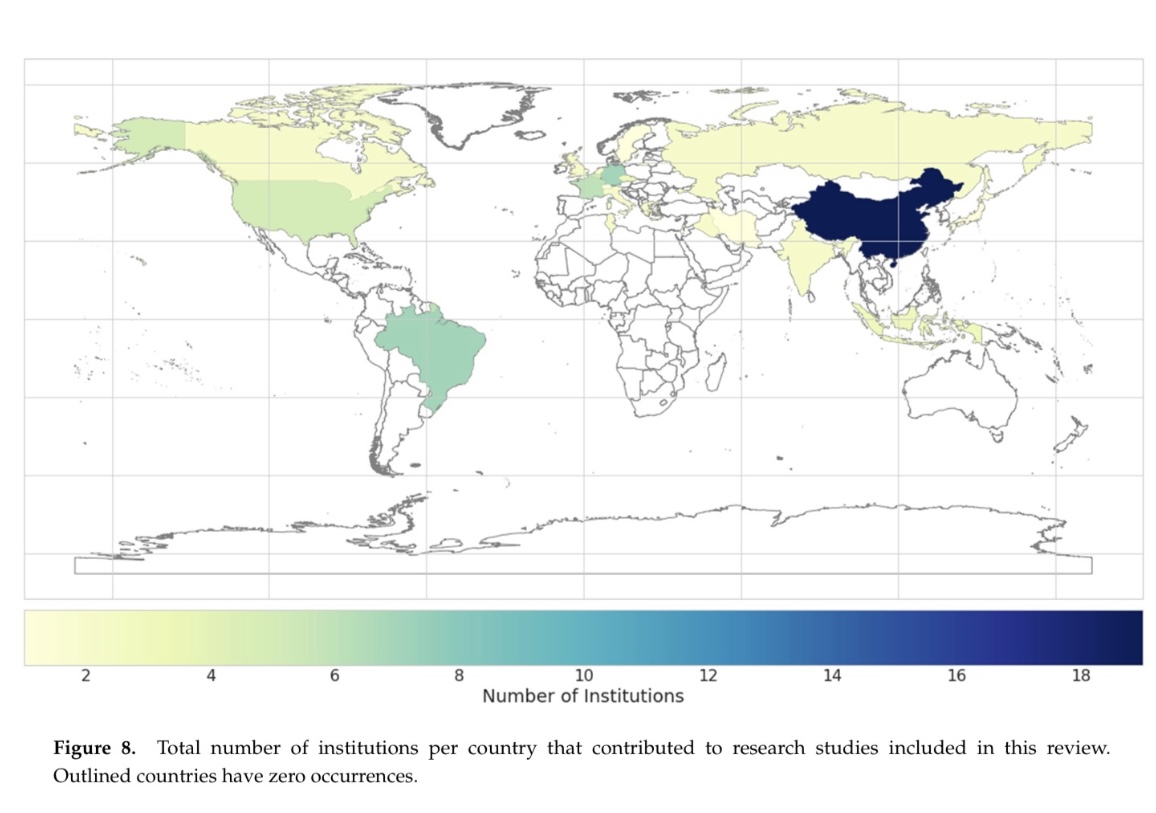 2 4 6 8 10 12 14 16 18
Number of Institutions
Figure 8. Total number of institutions per country that contributed to research studies included in this review.
Outlined countries have zero occurrences.